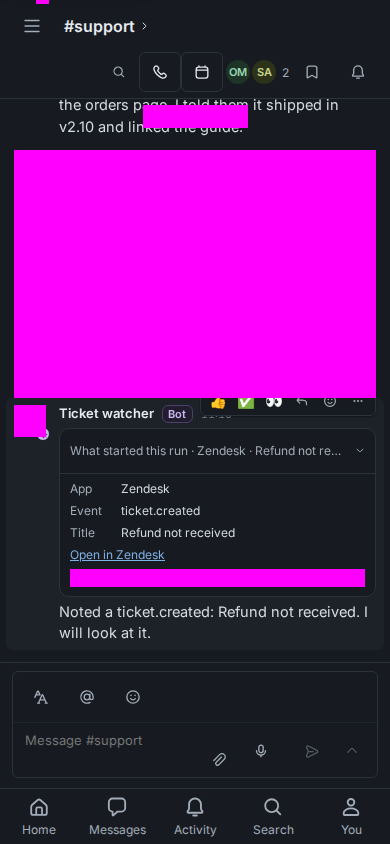 #support
OM SA 2
the orders page. I told them it shipped in
v2.10 and linked the guide.
Ticket watcher Bot
What started this run · Zendesk · Refund not re...
App Zendesk
Event ticket.created
Title Refund not received
Open in Zendesk
Noted a ticket.created: Refund not received. I
will look at it.
Message #support
Home Messages Activity Search You